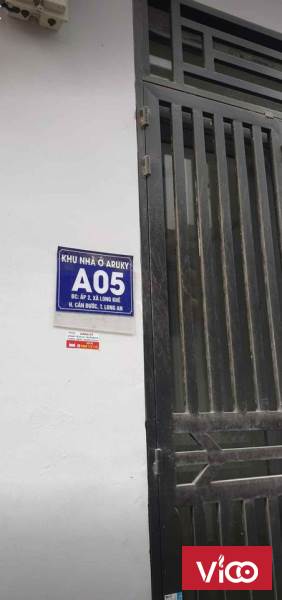 KHU NHÀ Ở ARUKY
A05
ĐC: ẤP 2, XÃ LONG KHÊ
H. CẦN ĐƯỚC, T. LONG AN
ViCO